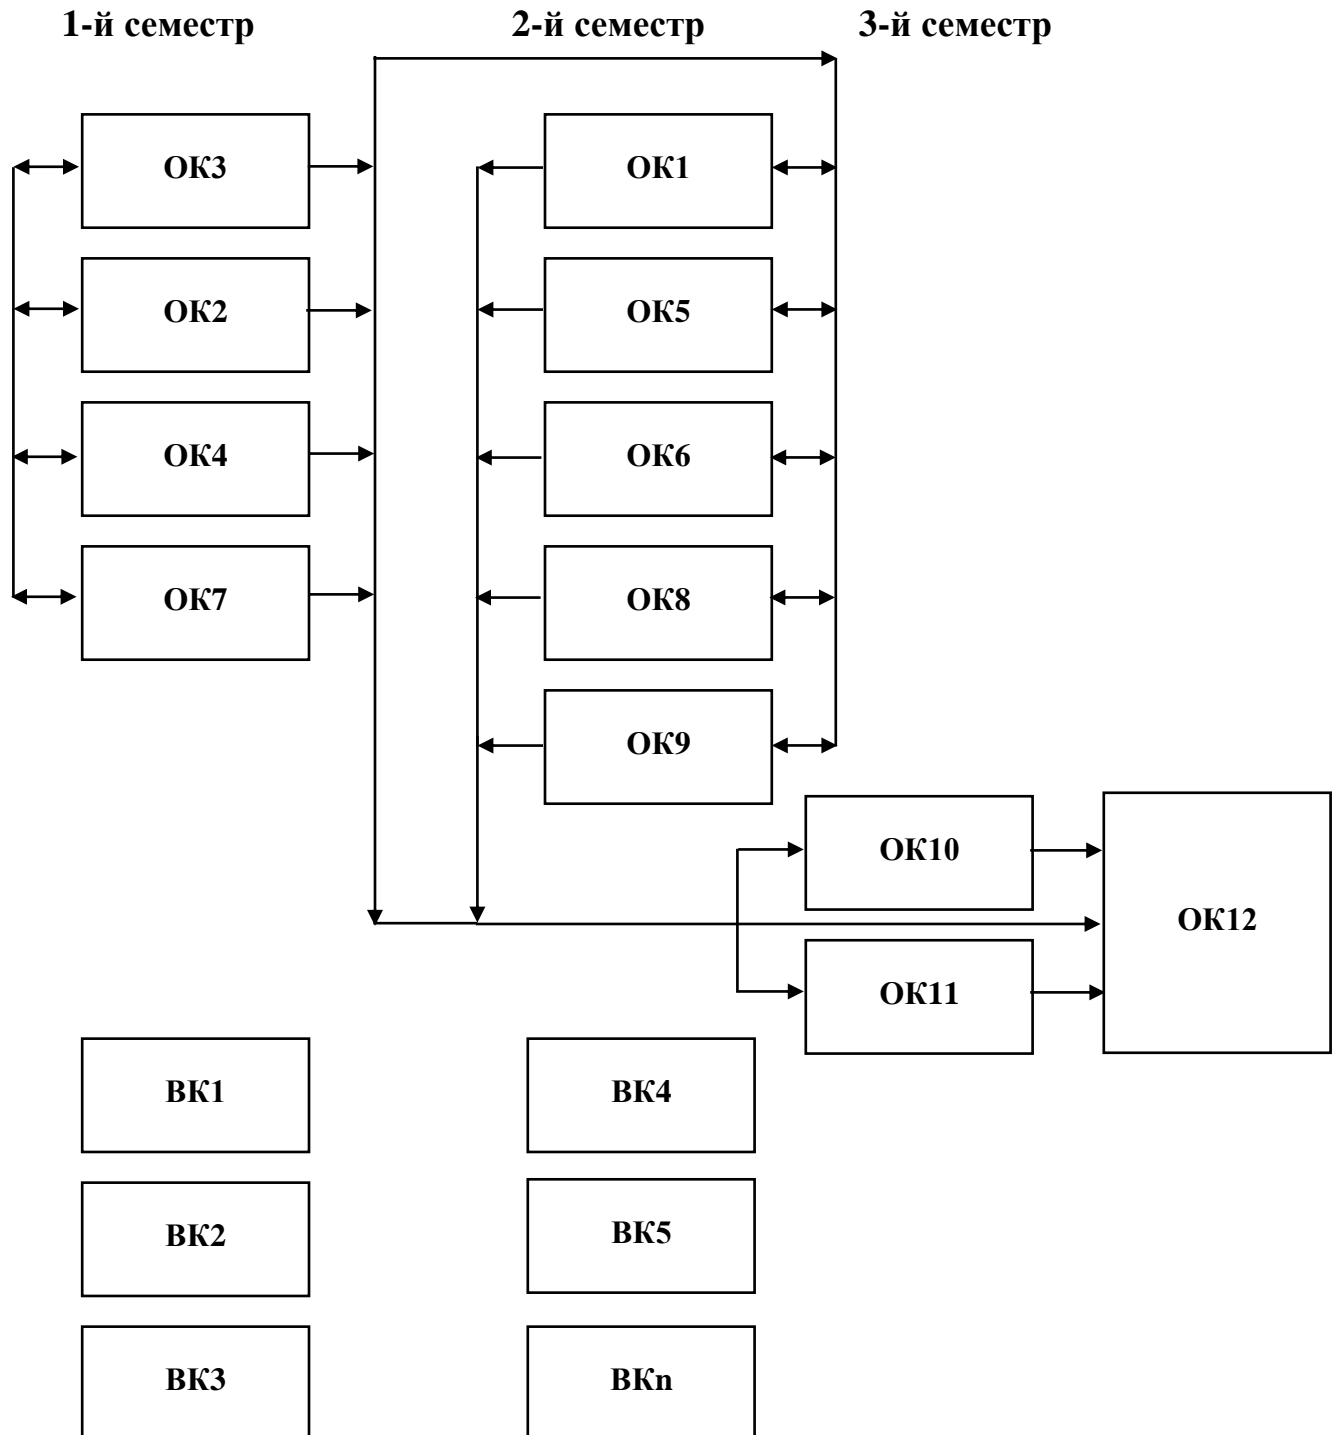 1-й семестр 2-й семестр 3-й семестр
ОК3 ОК1
ОК2 ОК5
ОК4 ОК6
ОК7 ОК8
ОК9
ОК10
ОК12
ОК11
ВК1 ВК4
ВК2 ВК5
ВК3 ВКn